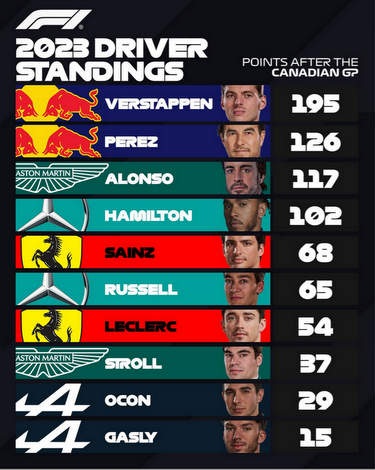 F1
2023 DRIVER
STANDINGS
POINTS AFTER THE
CANADIAN GP
VERSTAPPEN 195
PEREZ 126
ASTON MARTIN ALONSO 117
HAMILTON 102
SAINZ 68
RUSSELL 65
LECLERC 54
ASTON MARTIN STROLL 37
OCON 29
GASLY 15